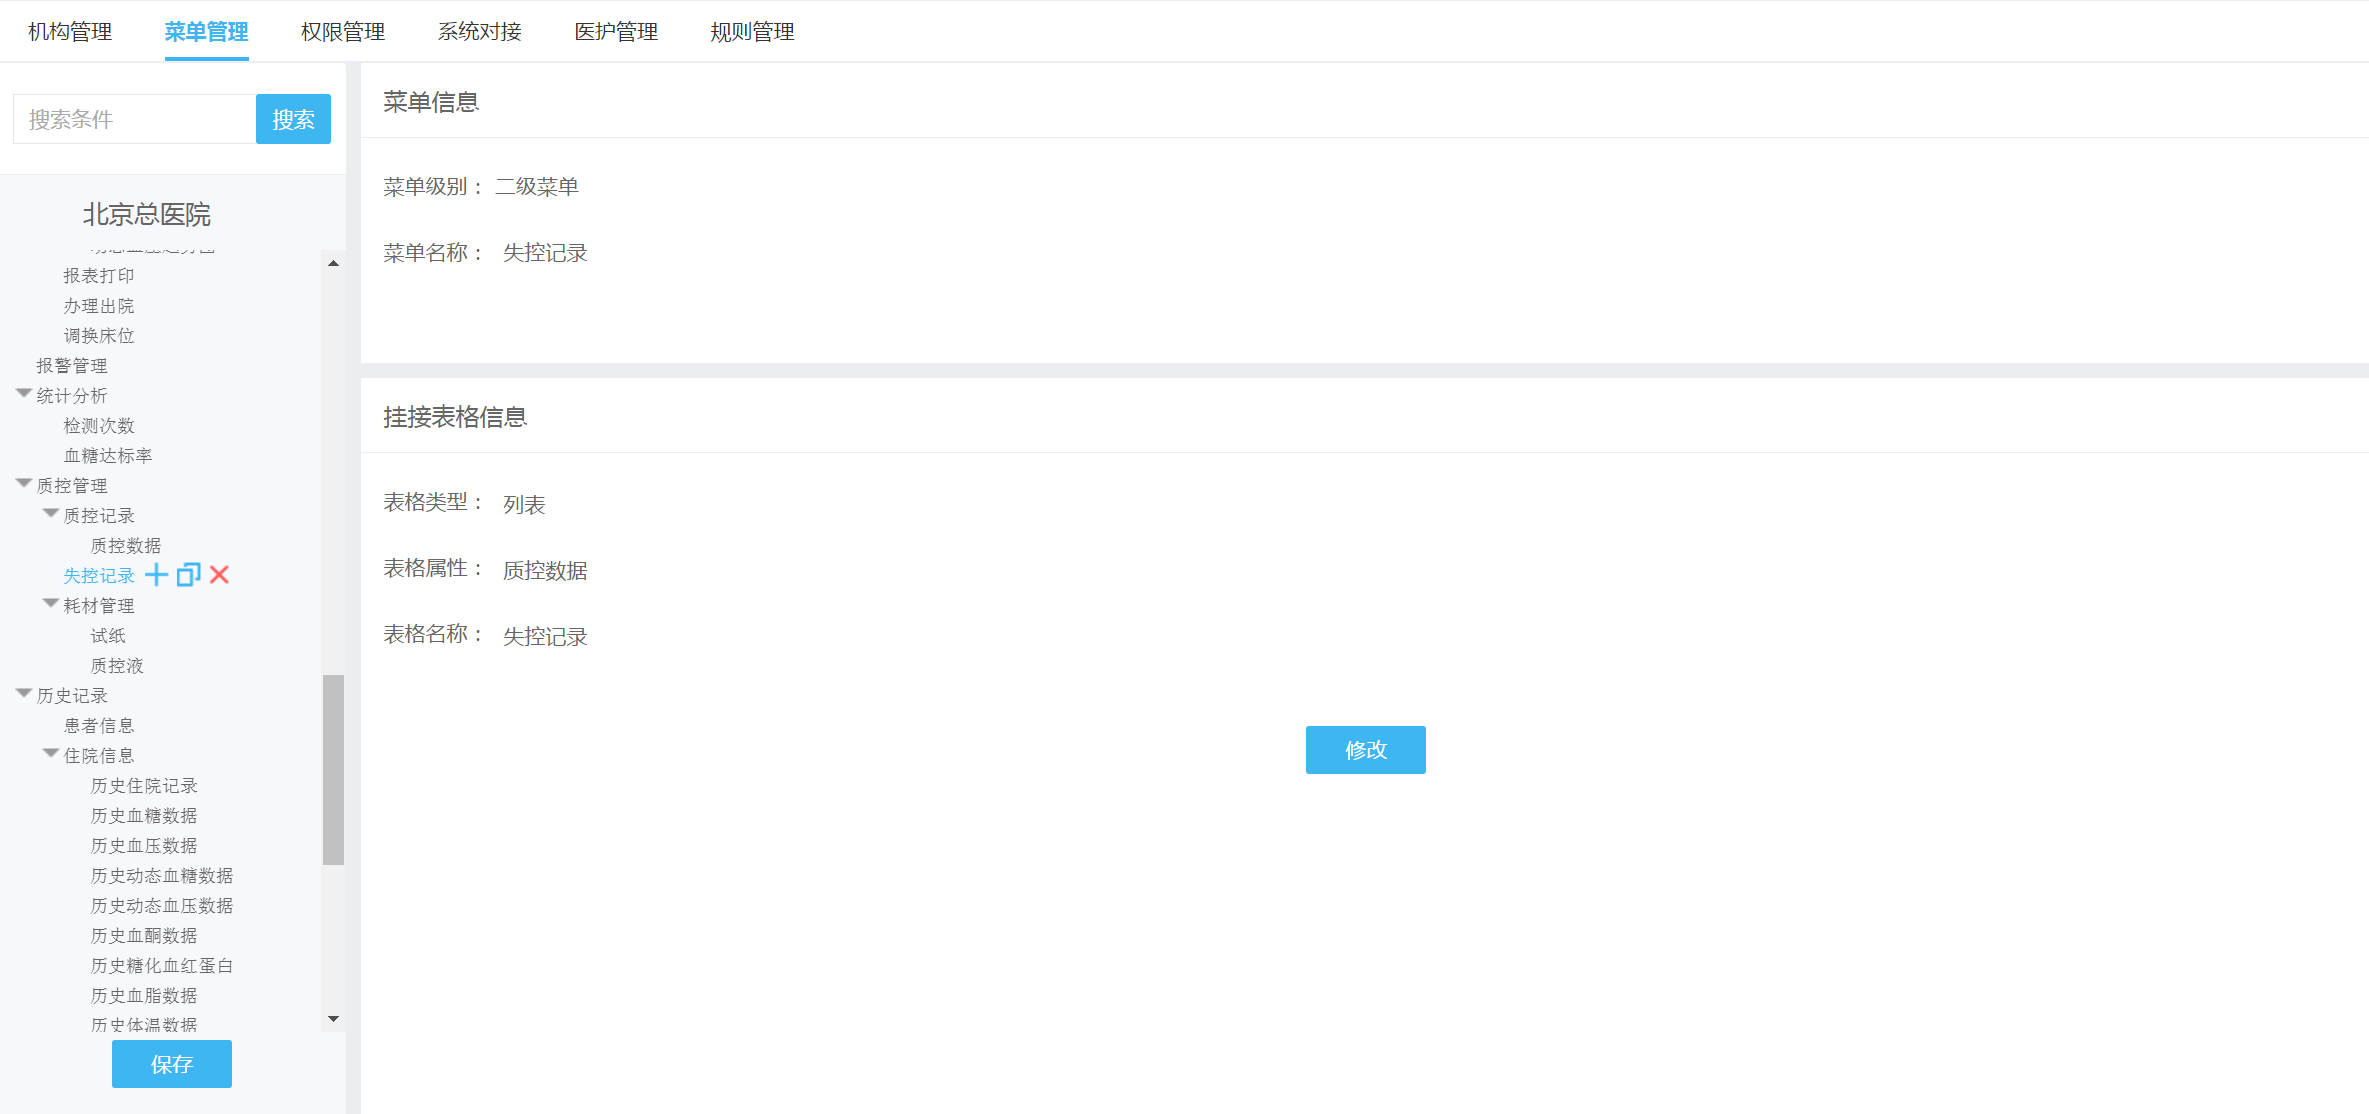 机构管理 菜单管理 权限管理 系统对接 医护管理 规则管理
搜索条件 搜索
北京总医院
报表打印
办理出院
调换床位
报警管理
统计分析
检测次数
血糖达标率
质控管理
质控记录
质控数据
失控记录
耗材管理
试纸
质控液
历史记录
患者信息
住院信息
历史住院记录
历史血糖数据
历史血压数据
历史动态血糖数据
历史动态血压数据
历史血酮数据
历史糖化血红蛋白
历史血脂数据
历史体温数据
保存
菜单信息
菜单级别： 二级菜单
菜单名称： 失控记录
挂接表格信息
表格类型： 列表
表格属性： 质控数据
表格名称： 失控记录
修改